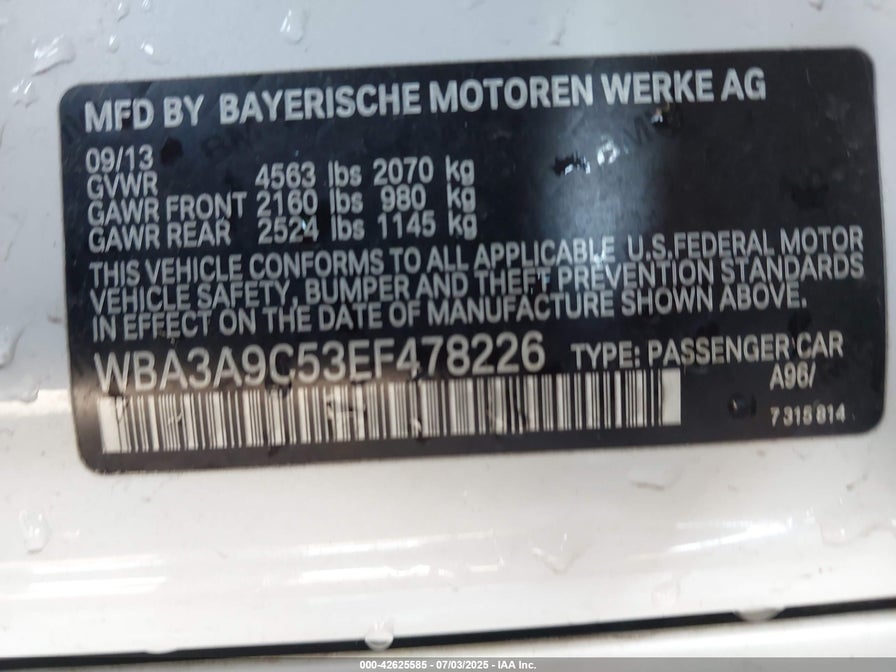 MFD BY BAYERISCHE MOTOREN WERKE AG
09/13
GVWR 4563 lbs 2070 kg
GAWR FRONT 2160 lbs 980 kg
GAWR REAR 2524 lbs 1145 kg
THIS VEHICLE CONFORMS TO ALL APPLICABLE U.S.FEDERAL MOTOR
VEHICLE SAFETY, BUMPER AND THEFT PREVENTION STANDARDS
IN EFFECT ON THE DATE OF MANUFACTURE SHOWN ABOVE.
WBA3A9C53EF478226 TYPE: PASSENGER CAR
A96/
7315814
000-42625585 - 07/03/2025 - IAA Inc.